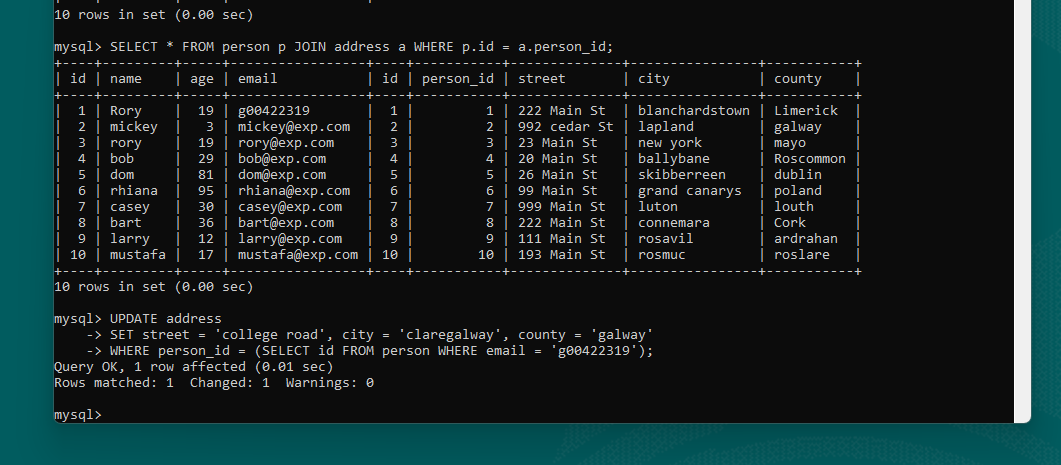 10 rows in set (0.00 sec)
mysql> SELECT * FROM person p JOIN address a WHERE p.id = a.person_id;
+----+---------+-----+-----------------+----+-----------+-------------+----------------+-----------+
| id | name    | age | email           | id | person_id | street      | city           | county    |
+----+---------+-----+-----------------+----+-----------+-------------+----------------+-----------+
|  1 | Rory    |  19 | g00422319       |  1 |         1 | 222 Main St | blanchardstown | Limerick  |
|  2 | mickey  |   3 | mickey@exp.com  |  2 |         2 | 992 cedar St | lapland        | galway    |
|  3 | rory    |  19 | rory@exp.com    |  3 |         3 | 23 Main St  | new york       | mayo      |
|  4 | bob     |  29 | bob@exp.com     |  4 |         4 | 20 Main St  | ballybane      | Roscommon |
|  5 | dom     |  81 | dom@exp.com     |  5 |         5 | 26 Main St  | skibberreen    | dublin    |
|  6 | rhiana  |  95 | rhiana@exp.com  |  6 |         6 | 99 Main St  | grand canarys  | poland    |
|  7 | casey   |  30 | casey@exp.com   |  7 |         7 | 999 Main St | luton          | louth     |
|  8 | bart    |  36 | bart@exp.com    |  8 |         8 | 222 Main St | connemara      | Cork      |
|  9 | larry   |  12 | larry@exp.com   |  9 |         9 | 111 Main St | rosavil        | ardrahan  |
| 10 | mustafa |  17 | mustafa@exp.com | 10 |        10 | 193 Main St | rosmuc         | roslare   |
+----+---------+-----+-----------------+----+-----------+-------------+----------------+-----------+
10 rows in set (0.00 sec)
mysql> UPDATE address
    -> SET street = 'college road', city = 'claregalway', county = 'galway'
    -> WHERE person_id = (SELECT id FROM person WHERE email = 'g00422319');
Query OK, 1 row affected (0.01 sec)
Rows matched: 1  Changed: 1  Warnings: 0
mysql>